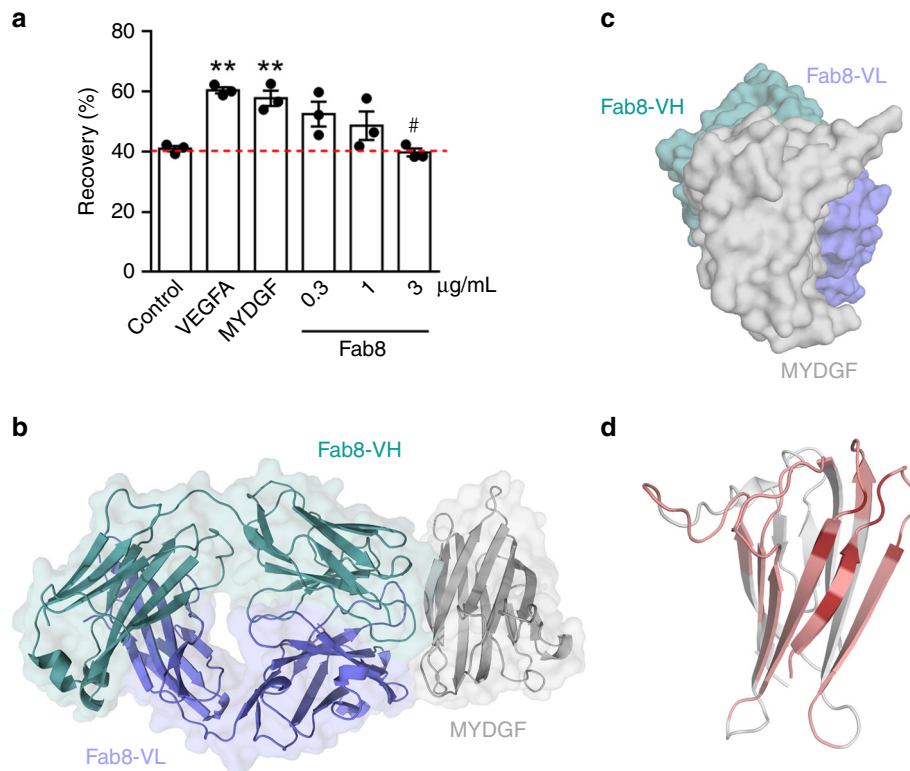 a
80
60
40
20
0
Recovery (%)
** **
#
Control
VEGFA
MYDGF
0.3
1
3
μg/mL
Fab8
c
Fab8-VL
Fab8-VH
MYDGF
b
Fab8-VH
Fab8-VL
MYDGF
d